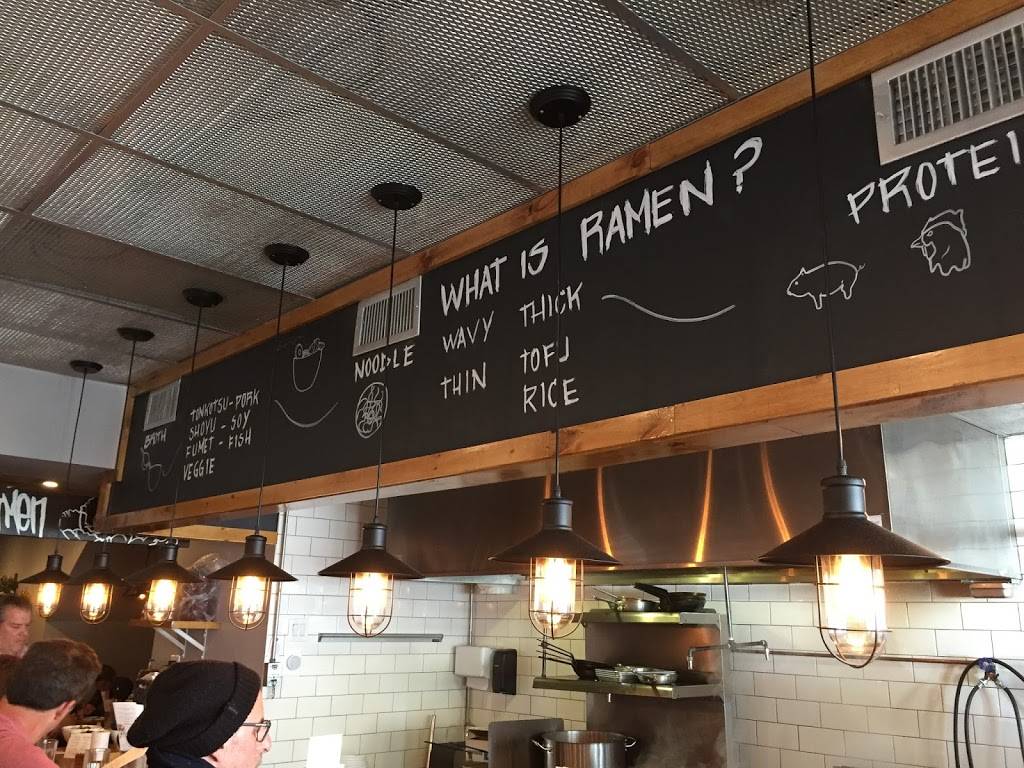 WHAT IS RAMEN?
BROTH
TONKOTSU-PORK
SHOYU - SOY
FUMET - FISH
VEGGIE
NOODLE
WAVY THICK
THIN TOFU
RICE
PROTEI